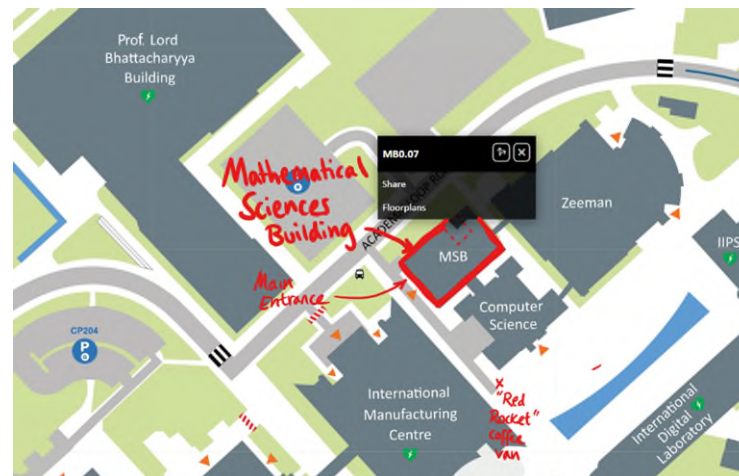 Prof. Lord
Bhattacharyya
Building
Mathematical
Sciences
Building
MB0.07
Share
Floorplans
Zeeman
MSB
IIPS
Main
Entrance
Computer
Science
CP204
P
International
Manufacturing
Centre
"Red
Rocket"
coffee
van
International
Digital
Laboratory